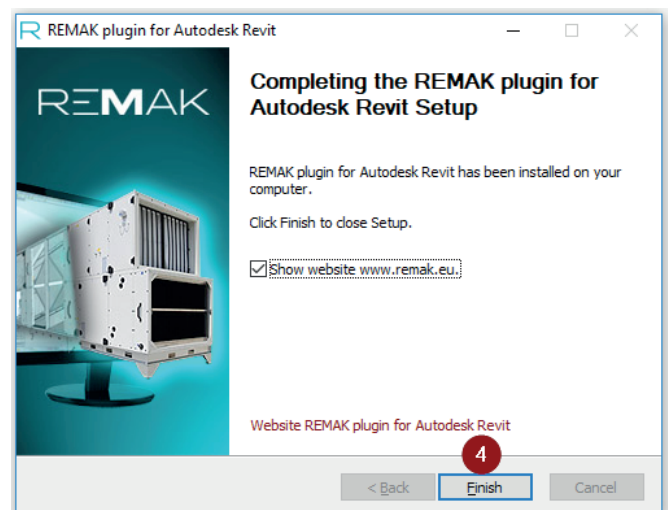 REMAK plugin for Autodesk Revit
REMAK
Completing the REMAK plugin for
Autodesk Revit Setup
REMAK plugin for Autodesk Revit has been installed on your
computer.
Click Finish to close Setup.
Show website www.remak.eu.
Website REMAK plugin for Autodesk Revit
4
< Back
Finish
Cancel